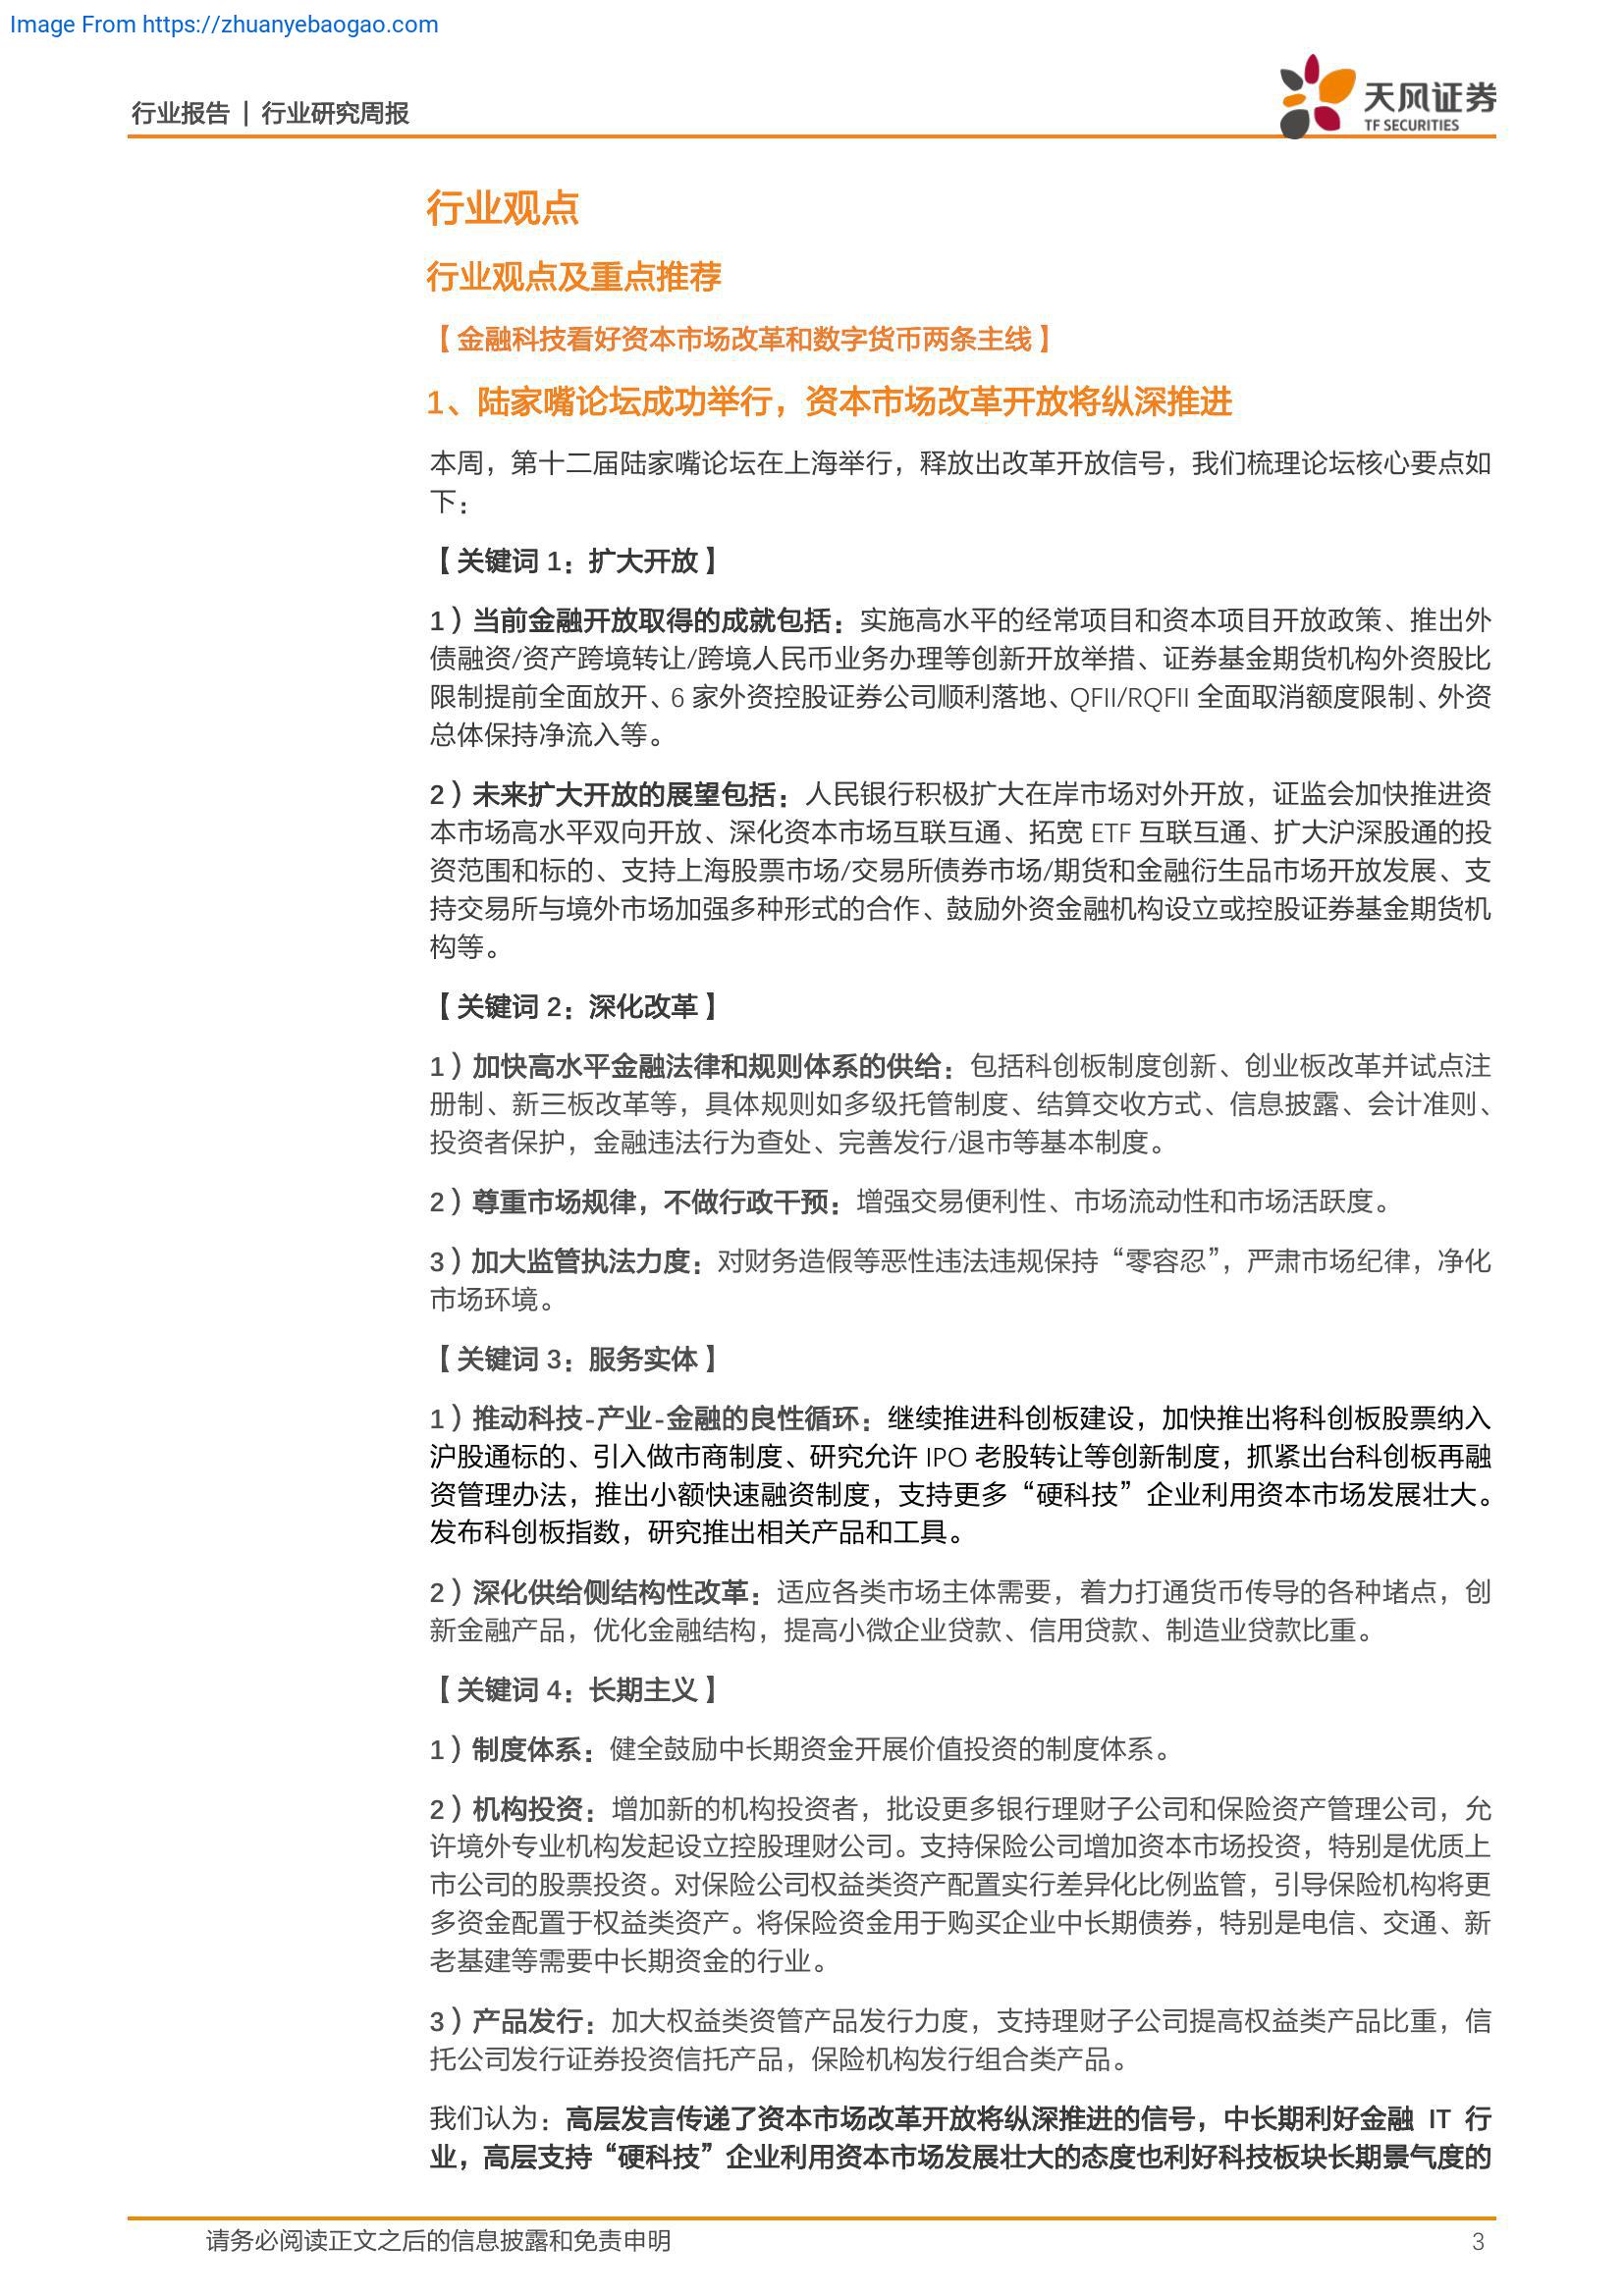 Image From https://zhuanyebaogao.com
行业报告 | 行业研究周报
天风证券
TF SECURITIES
行业观点
行业观点及重点推荐
【金融科技看好资本市场改革和数字货币两条主线】
1、陆家嘴论坛成功举行，资本市场改革开放将纵深推进
本周，第十二届陆家嘴论坛在上海举行，释放出改革开放信号，我们梳理论坛核心要点如
下：
【关键词 1：扩大开放】
1）当前金融开放取得的成就包括：实施高水平的经常项目和资本项目开放政策、推出外
债融资/资产跨境转让/跨境人民币业务办理等创新开放举措、证券基金期货机构外资股比
限制提前全面放开、6 家外资控股证券公司顺利落地、QFII/RQFII 全面取消额度限制、外资
总体保持净流入等。
2）未来扩大开放的展望包括：人民银行积极扩大在岸市场对外开放，证监会加快推进资
本市场高水平双向开放、深化资本市场互联互通、拓宽 ETF 互联互通、扩大沪深股通的投
资范围和标的、支持上海股票市场/交易所债券市场/期货和金融衍生品市场开放发展、支
持交易所与境外市场加强多种形式的合作、鼓励外资金融机构设立或控股证券基金期货机
构等。
【关键词 2：深化改革】
1）加快高水平金融法律和规则体系的供给：包括科创板制度创新、创业板改革并试点注
册制、新三板改革等，具体规则如多级托管制度、结算交收方式、信息披露、会计准则、
投资者保护，金融违法行为查处、完善发行/退市等基本制度。
2）尊重市场规律，不做行政干预：增强交易便利性、市场流动性和市场活跃度。
3）加大监管执法力度：对财务造假等恶性违法违规保持“零容忍”，严肃市场纪律，净化
市场环境。
【关键词 3：服务实体】
1）推动科技-产业-金融的良性循环：继续推进科创板建设，加快推出将科创板股票纳入
沪股通标的、引入做市商制度、研究允许 IPO 老股转让等创新制度，抓紧出台科创板再融
资管理办法，推出小额快速融资制度，支持更多“硬科技”企业利用资本市场发展壮大。
发布科创板指数，研究推出相关产品和工具。
2）深化供给侧结构性改革：适应各类市场主体需要，着力打通货币传导的各种堵点，创
新金融产品，优化金融结构，提高小微企业贷款、信用贷款、制造业贷款比重。
【关键词 4：长期主义】
1）制度体系：健全鼓励中长期资金开展价值投资的制度体系。
2）机构投资：增加新的机构投资者，批设更多银行理财子公司和保险资产管理公司，允
许境外专业机构发起设立控股理财公司。支持保险公司增加资本市场投资，特别是优质上
市公司的股票投资。对保险公司权益类资产配置实行差异化比例监管，引导保险机构将更
多资金配置于权益类资产。将保险资金用于购买企业中长期债券，特别是电信、交通、新
老基建等需要中长期资金的行业。
3）产品发行：加大权益类资管产品发行力度，支持理财子公司提高权益类产品比重，信
托公司发行证券投资信托产品，保险机构发行组合类产品。
我们认为：高层发言传递了资本市场改革开放将纵深推进的信号，中长期利好金融 IT 行
业，高层支持“硬科技”企业利用资本市场发展壮大的态度也利好科技板块长期景气度的
请务必阅读正文之后的信息披露和免责申明
3